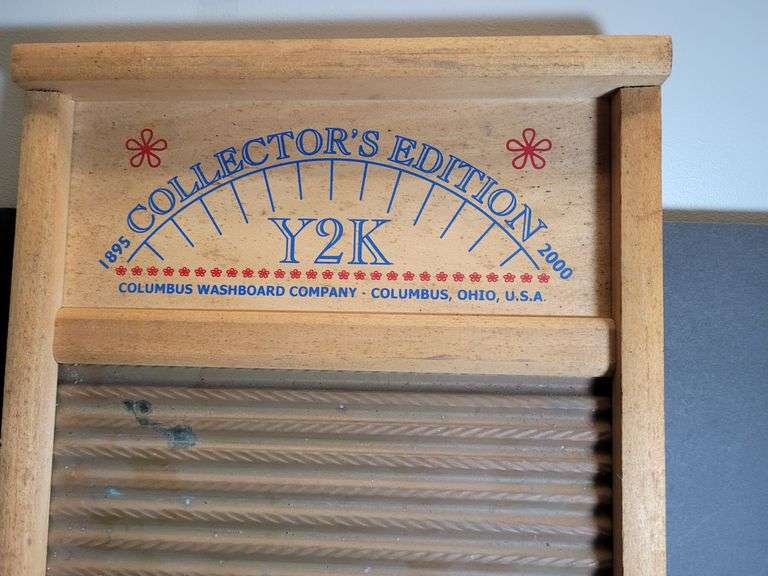 COLLECTOR'S EDITION
1895 2000
Y2K
COLUMBUS WASHBOARD COMPANY - COLUMBUS, OHIO, U.S.A.